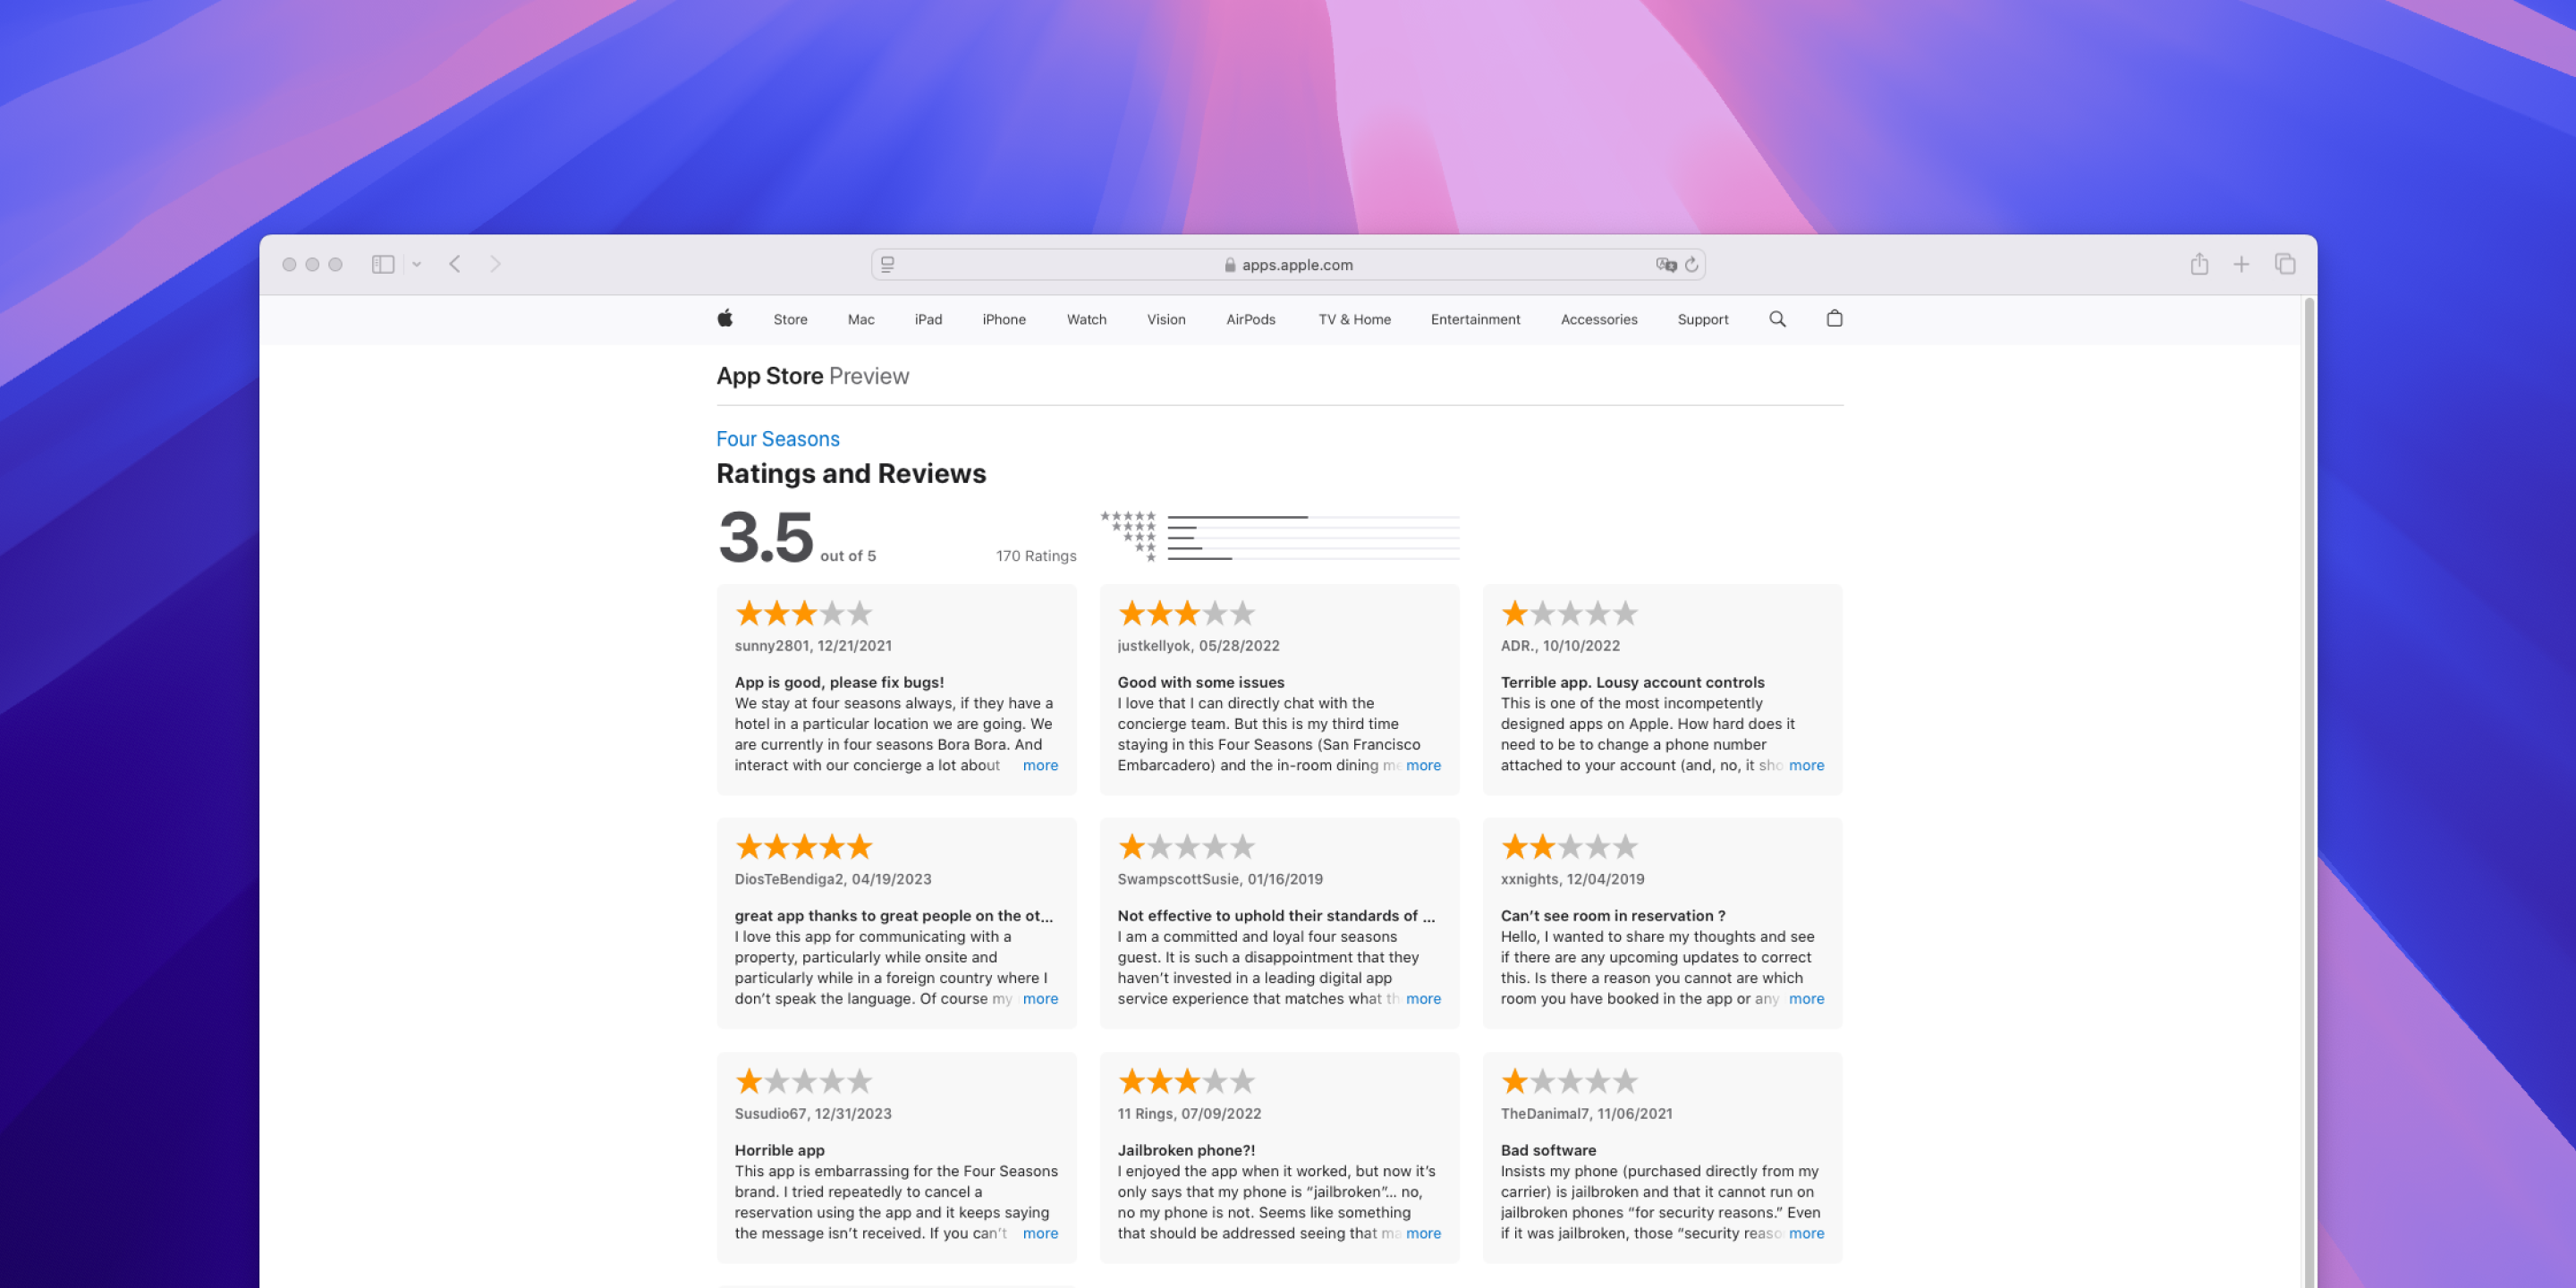 apps.apple.com
Store Mac iPad iPhone Watch Vision AirPods TV & Home Entertainment Accessories Support
App Store Preview
Four Seasons
Ratings and Reviews
3.5 out of 5
170 Ratings
sunny2801, 12/21/2021
App is good, please fix bugs!
We stay at four seasons always, if they have a
hotel in a particular location we are going. We
are currently in four seasons Bora Bora. And
interact with our concierge a lot about more
justkellyok, 05/28/2022
Good with some issues
I love that I can directly chat with the
concierge team. But this is my third time
staying in this Four Seasons (San Francisco
Embarcadero) and the in-room dining me more
ADR., 10/10/2022
Terrible app. Lousy account controls
This is one of the most incompetently
designed apps on Apple. How hard does it
need to be to change a phone number
attached to your account (and, no, it sho more
DiosTeBendiga2, 04/19/2023
great app thanks to great people on the ot...
I love this app for communicating with a
property, particularly while onsite and
particularly while in a foreign country where I
don’t speak the language. Of course my more
SwampscottSusie, 01/16/2019
Not effective to uphold their standards of ...
I am a committed and loyal four seasons
guest. It is such a disappointment that they
haven’t invested in a leading digital app
service experience that matches what th more
xxnights, 12/04/2019
Can’t see room in reservation ?
Hello, I wanted to share my thoughts and see
if there are any upcoming updates to correct
this. Is there a reason you cannot are which
room you have booked in the app or any more
Susudio67, 12/31/2023
Horrible app
This app is embarrassing for the Four Seasons
brand. I tried repeatedly to cancel a
reservation using the app and it keeps saying
the message isn’t received. If you can’t more
11 Rings, 07/09/2022
Jailbroken phone?!
I enjoyed the app when it worked, but now it’s
only says that my phone is “jailbroken”... no,
no my phone is not. Seems like something
that should be addressed seeing that ma more
TheDanimal7, 11/06/2021
Bad software
Insists my phone (purchased directly from my
carrier) is jailbroken and that it cannot run on
jailbroken phones “for security reasons.” Even
if it was jailbroken, those “security reaso more